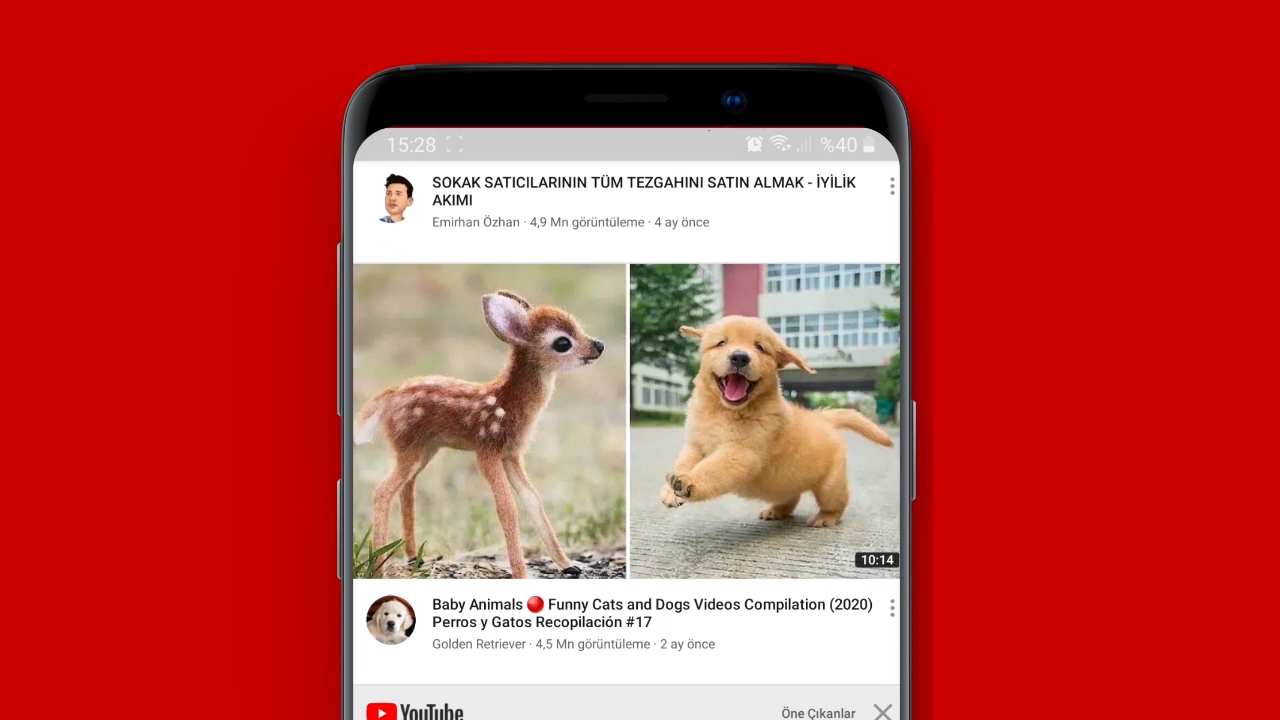 15:28
%40
SOKAK SATICILARININ TÜM TEZGAHINI SATIN ALMAK - İYİLİK
AKIMI
Emirhan Özhan · 4,9 Mn görüntüleme · 4 ay önce
10:14
Baby Animals 🔴 Funny Cats and Dogs Videos Compilation (2020)
Perros y Gatos Recopilación #17
Golden Retriever · 4,5 Mn görüntüleme · 2 ay önce
YouTube
Öne Çıkanlar